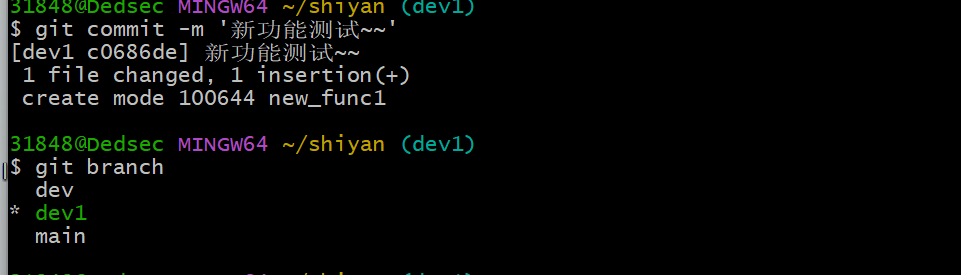 31848@Dedsec MINGW64 ~/shiyan (dev1)
$ git commit -m '新功能测试~~'
[dev1 c0686de] 新功能测试~~
 1 file changed, 1 insertion(+)
 create mode 100644 new_func1
31848@Dedsec MINGW64 ~/shiyan (dev1)
$ git branch
  dev
* dev1
  main